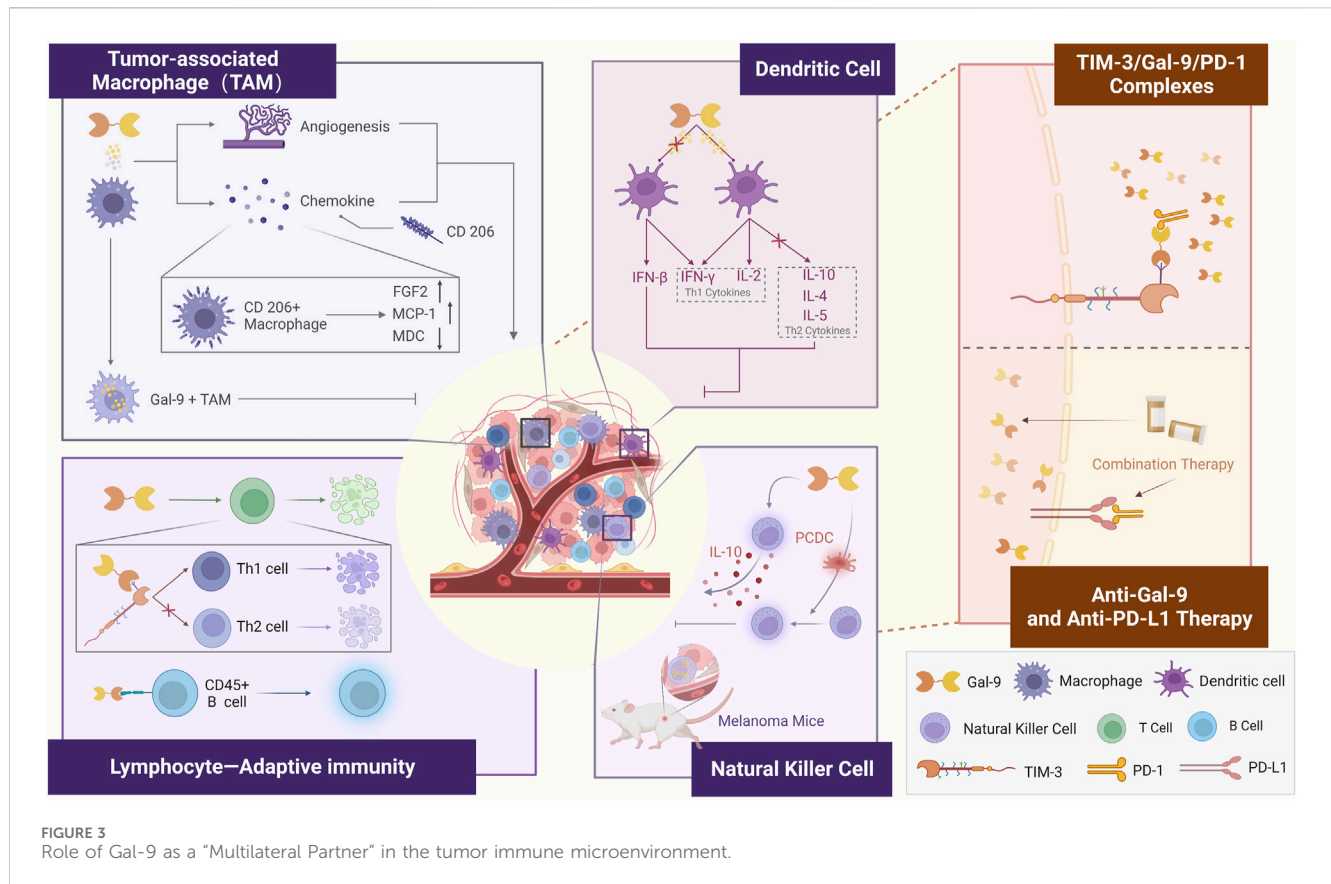 Tumor-associated
Macrophage（TAM）
Angiogenesis
Chemokine
CD 206
CD 206+
Macrophage
FGF2
MCP-1
MDC
Gal-9 + TAM
Dendritic Cell
IFN-β
IFN-γ
IL-2
Th1 Cytokines
IL-10
IL-4
IL-5
Th2 Cytokines
TIM-3/Gal-9/PD-1
Complexes
Combination Therapy
Anti-Gal-9
and Anti-PD-L1 Therapy
Th1 cell
Th2 cell
CD45+
B cell
Lymphocyte—Adaptive immunity
IL-10
PCDC
Melanoma Mice
Natural Killer Cell
Gal-9
Macrophage
Dendritic cell
Natural Killer Cell
T Cell
B Cell
TIM-3
PD-1
PD-L1
FIGURE 3
Role of Gal-9 as a “Multilateral Partner” in the tumor immune microenvironment.